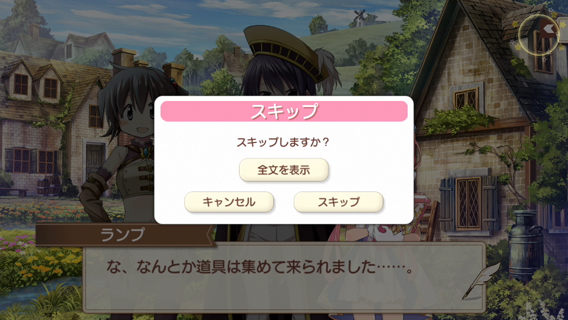 スキップ
スキップしますか？
全文を表示
キャンセル
スキップ
ランプ
な、なんとか道具は集めて来られました……。